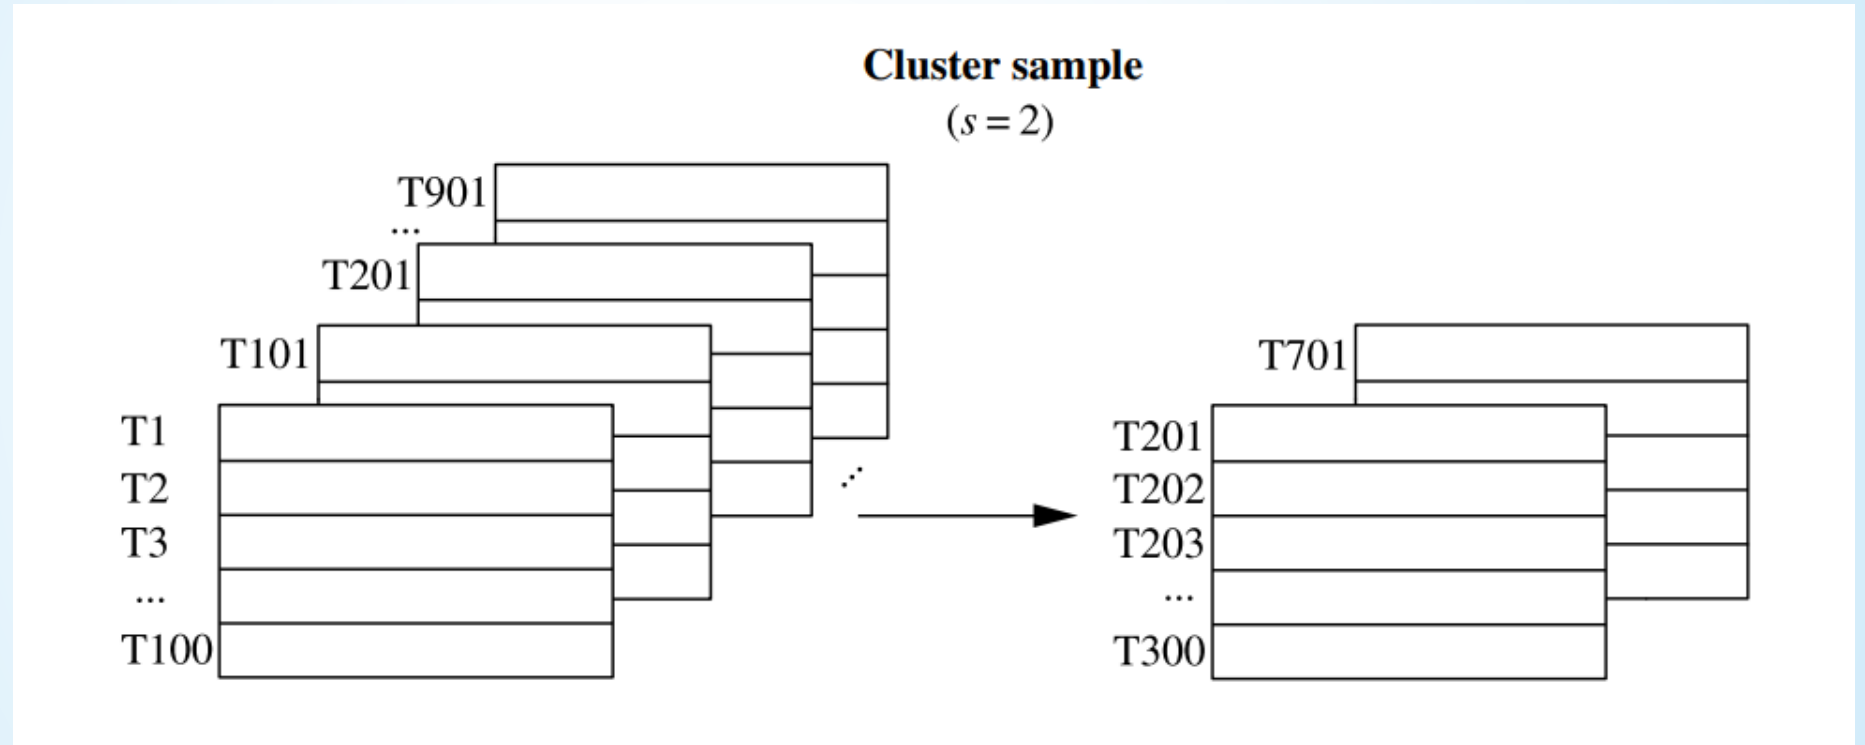 Cluster sample
(s = 2)
T901
...
T201
T101
T1
T2
T3
...
T100
...
T701
T201
T202
T203
...
T300